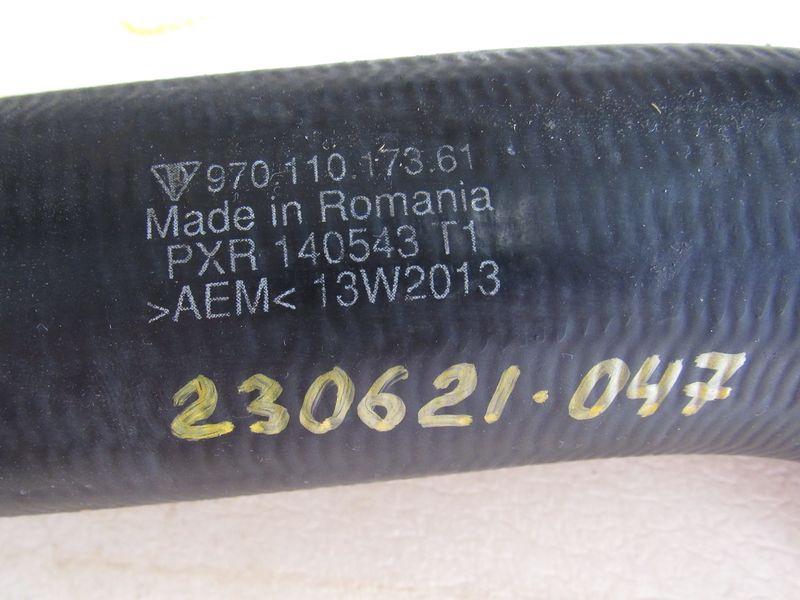 970.110.173.61
Made in Romania
PXR 140543 T1
>AEM< 13W2013
230621.047